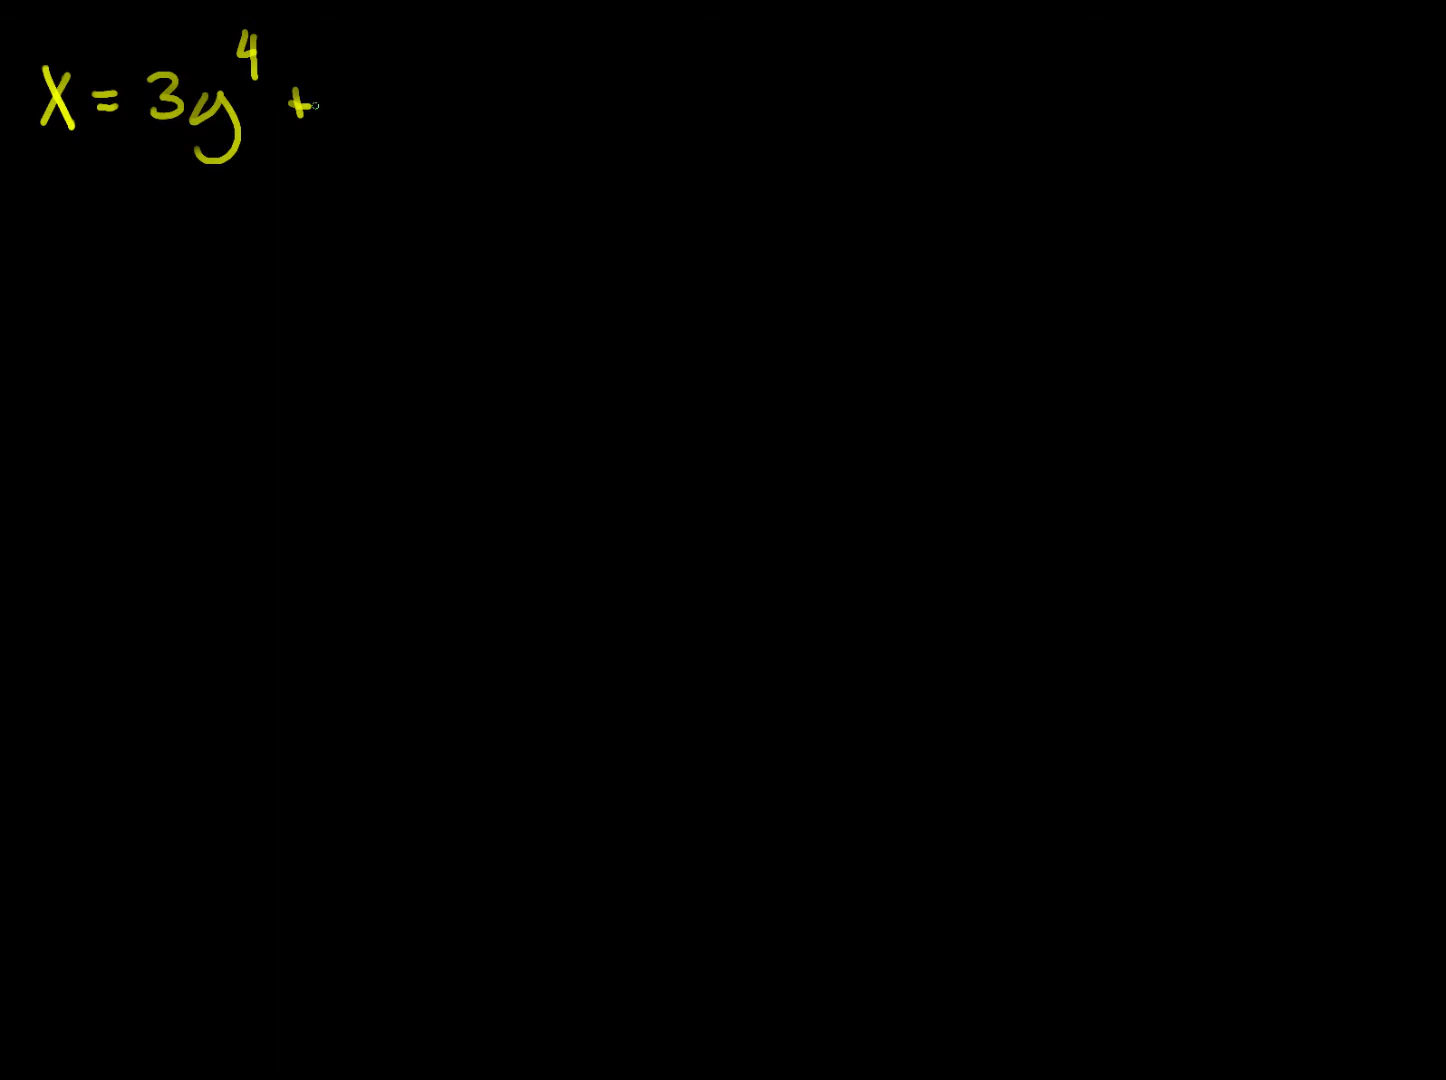 X = 3y⁴ +